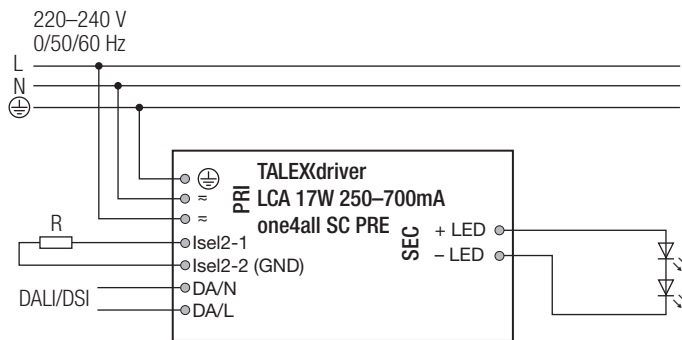 220–240 V
0/50/60 Hz
L
N
TALEXXdriver
LCA 17W 250–700mA
one4all SC PRE
PRI
≈
≈
R
Isel2-1
Isel2-2 (GND)
DALI/DSI
DA/N
DA/L
SEC
+ LED
– LED